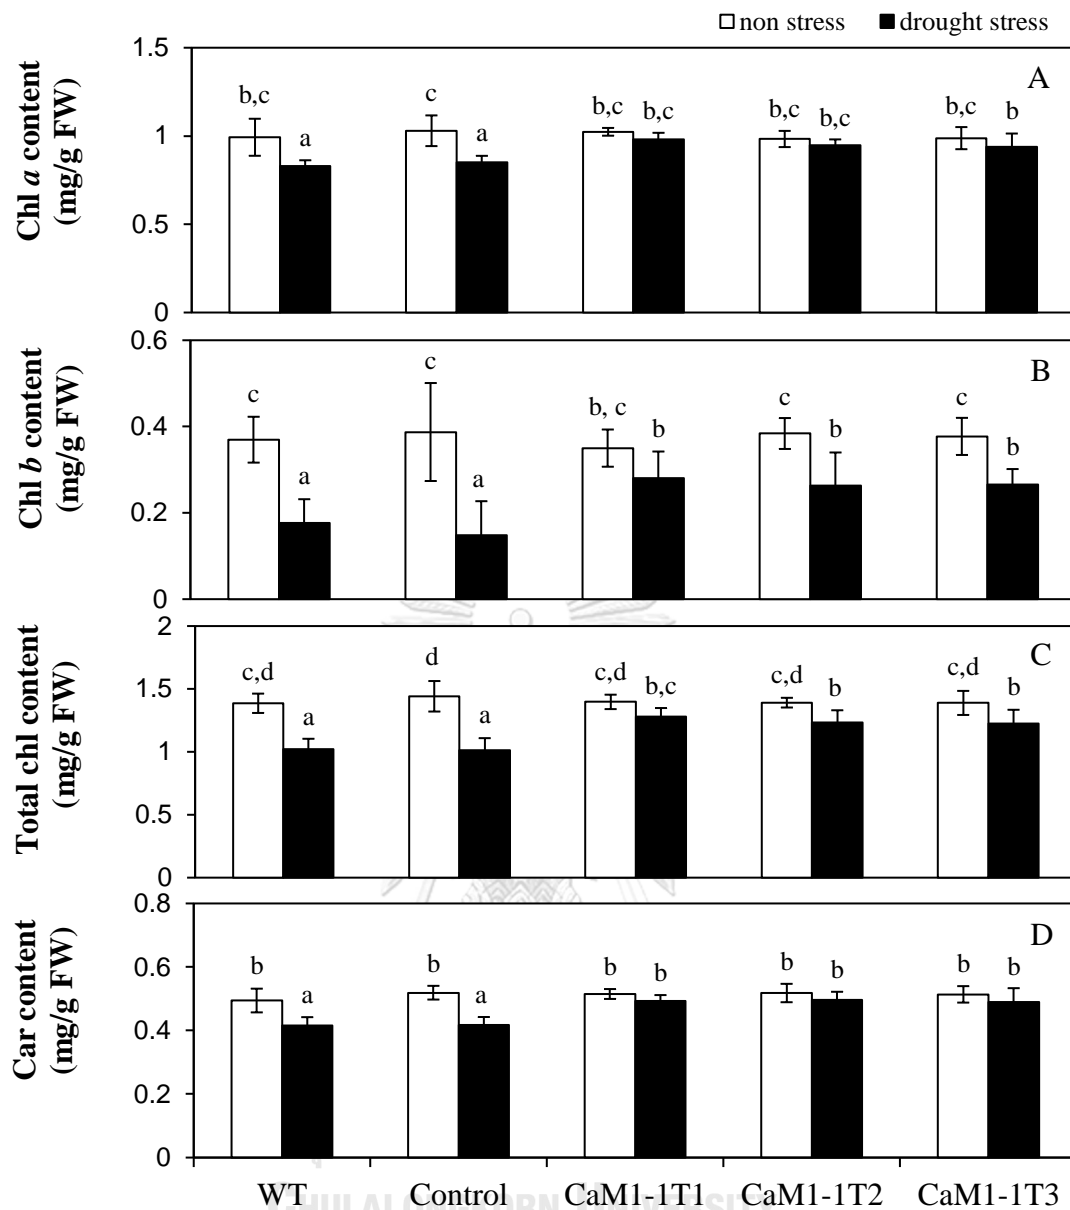 non stress drought stress
1.5
A
b,c a c a b,c b,c b,c b,c b,c b
1
0.5
0
Chl a content
(mg/g FW)
0.6
B
c a c a b, c b c b c b
0.4
0.2
0
Chl b content
(mg/g FW)
2
C
c,d a d a c,d b,c c,d b c,d b
1.5
1
0.5
0
Total chl content
(mg/g FW)
0.8
D
b a b a b b b b b b
0.6
0.4
0.2
0
Car content
(mg/g FW)
WT Control CaM1-1T1 CaM1-1T2 CaM1-1T3
CHULALONGKORN UNIVERSITY